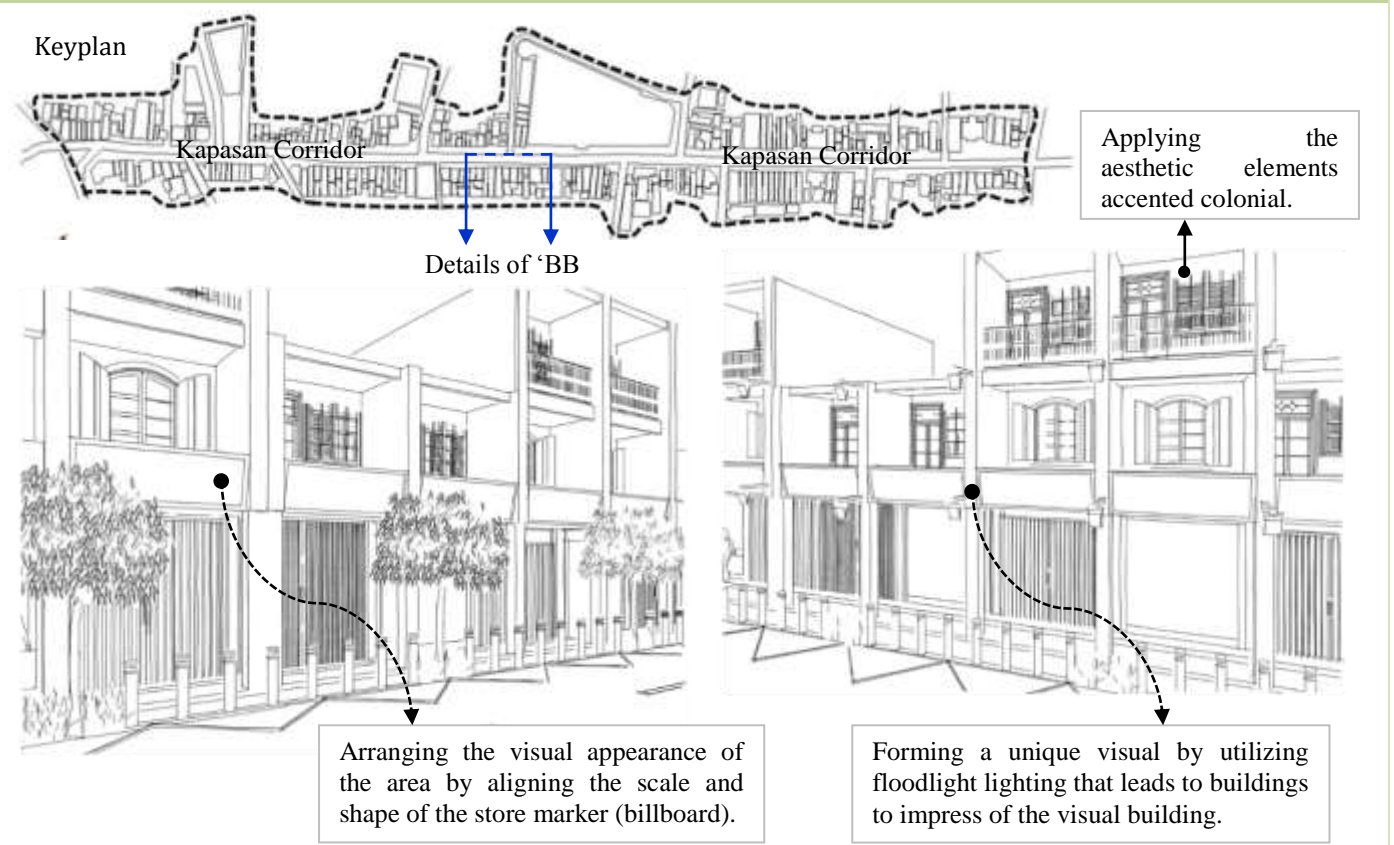 Keyplan
Kapasan Corridor
Kapasan Corridor
Applying the
aesthetic elements
accented colonial.
Details of ‘BB
Arranging the visual appearance of
the area by aligning the scale and
shape of the store marker (billboard).
Forming a unique visual by utilizing
floodlight lighting that leads to buildings
to impress of the visual building.